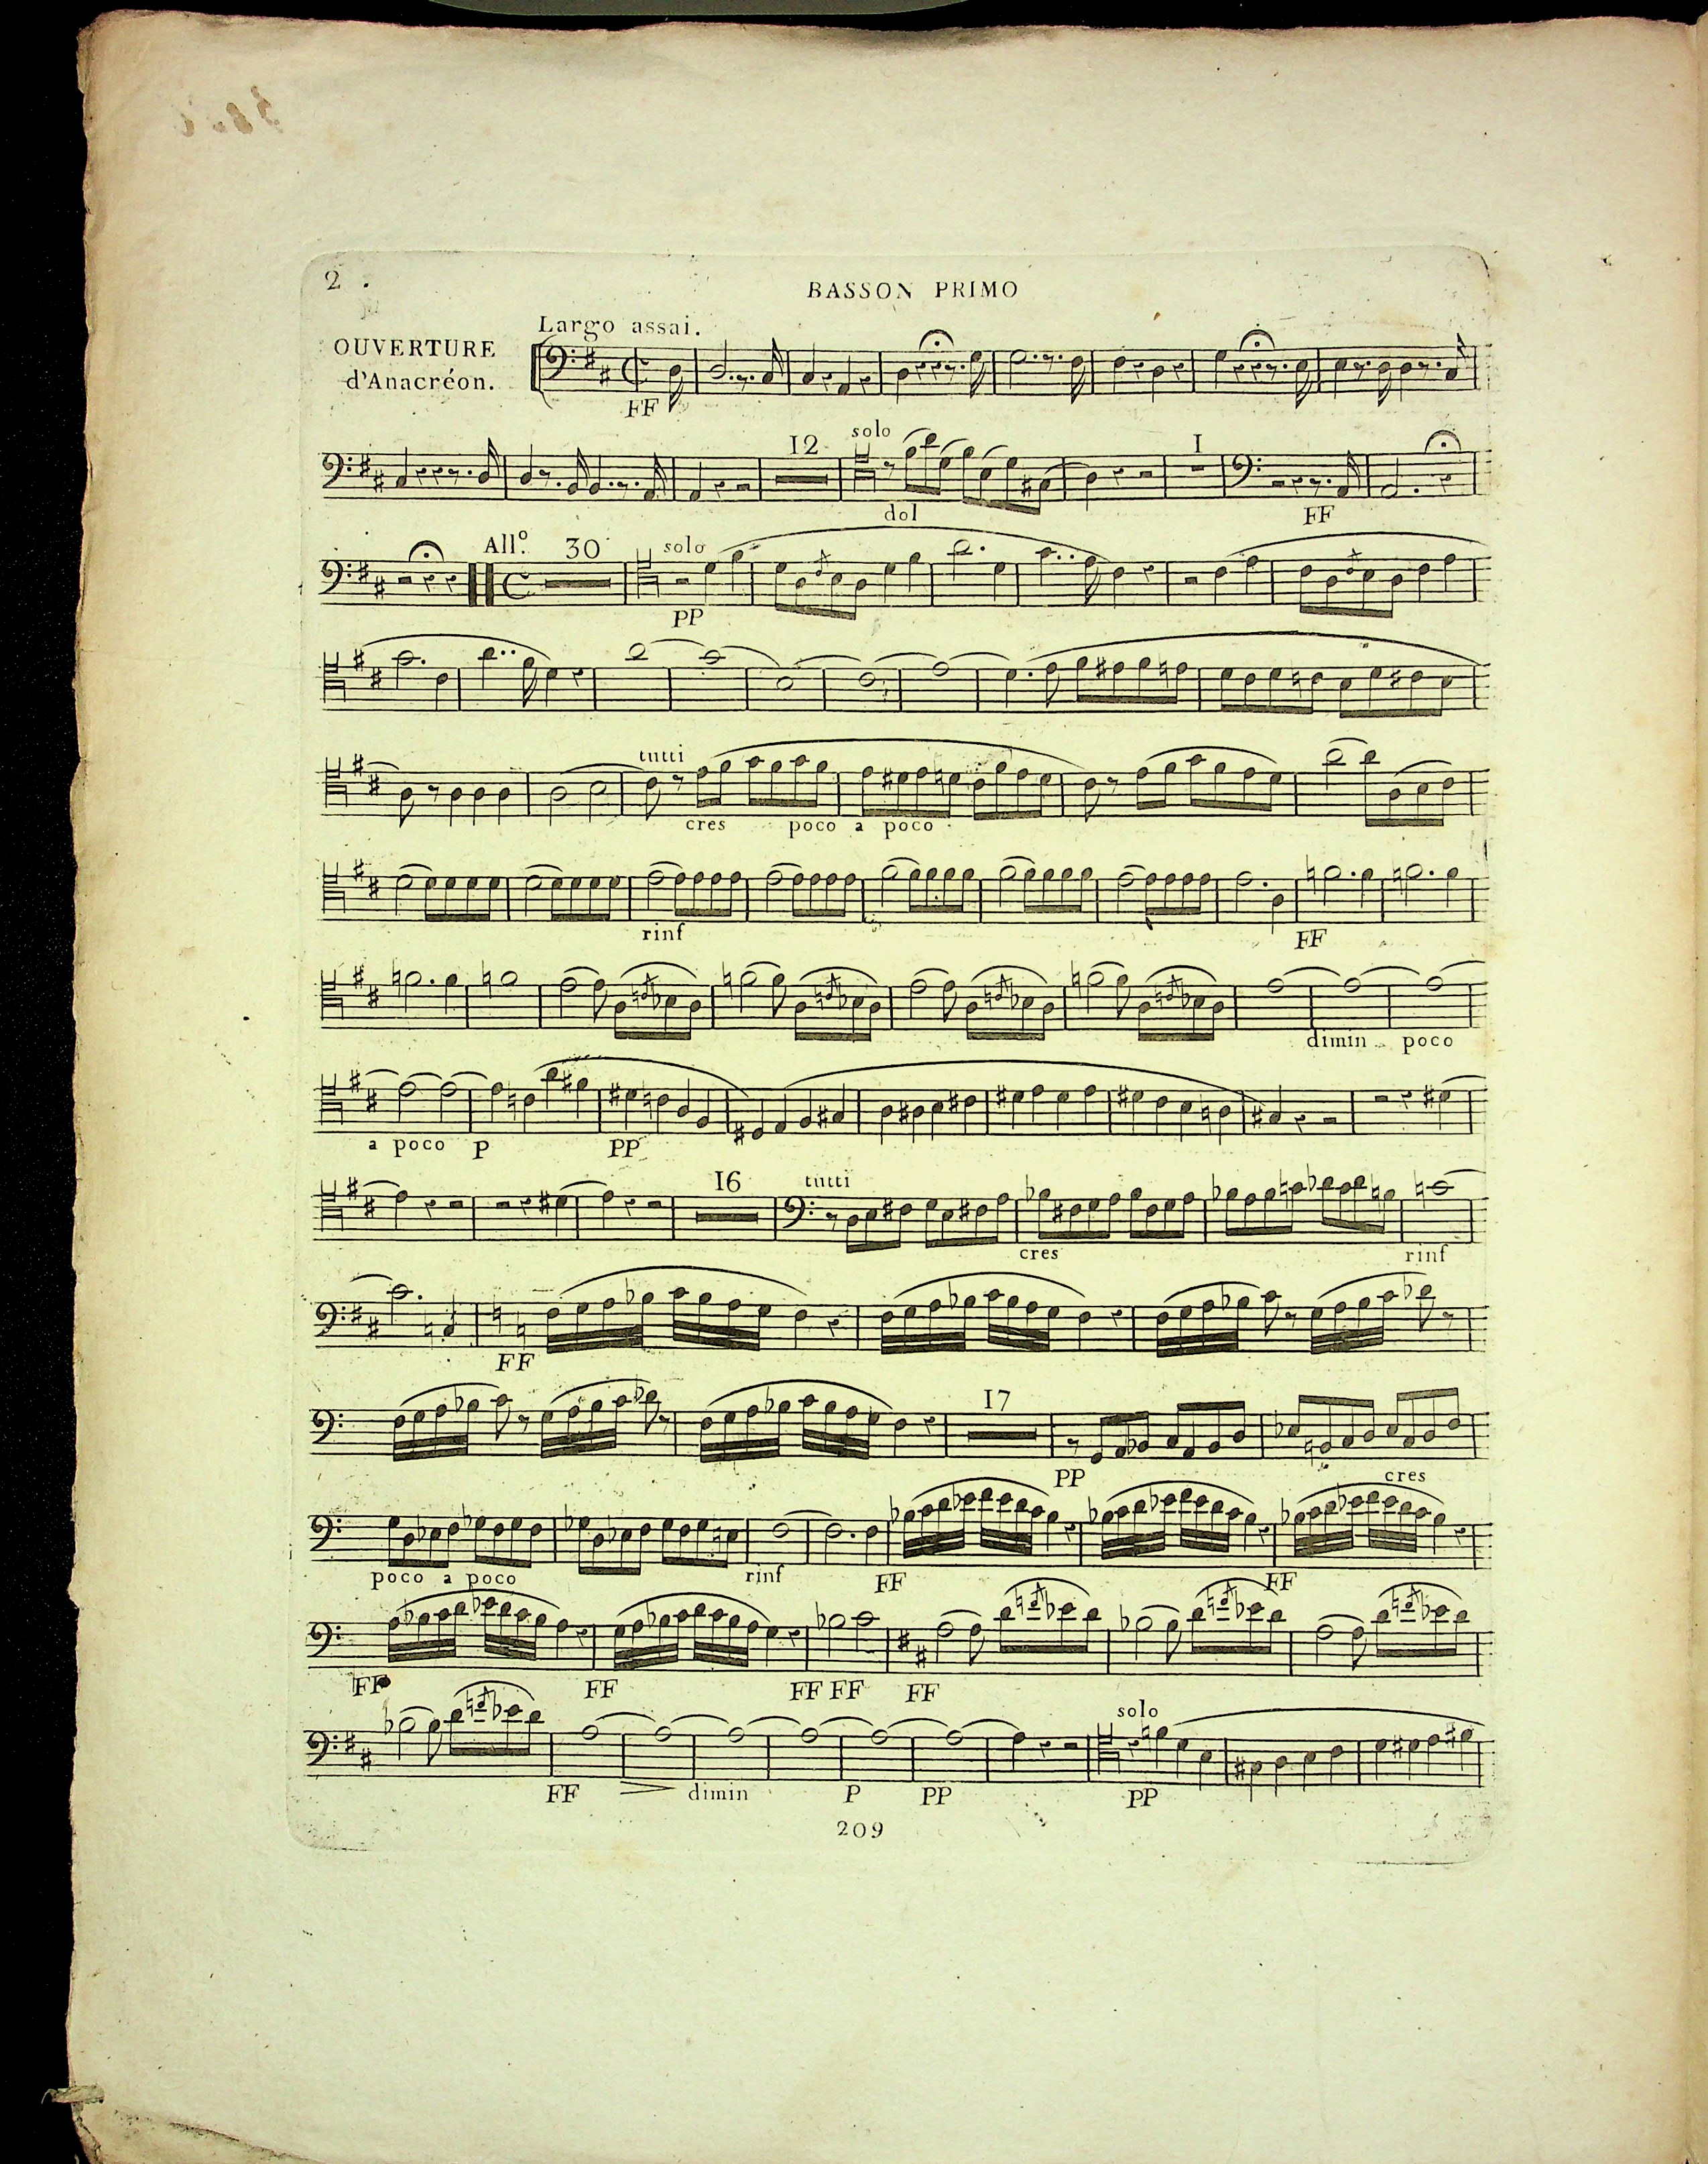 2 .
BASSON PRIMO
Largo assai.
OUVERTURE
d'Anacréon.
FF
12 solo I
dol FF
All.º 30 solo
PP
tutti
cres poco a poco
rinf FF
dimin poco
a poco P PP
16 tutti
cres rinf
FF
17
PP cres
poco a poco rinf FF FF
FF FF FF FF FF
solo
FF dimin P PP PP
209